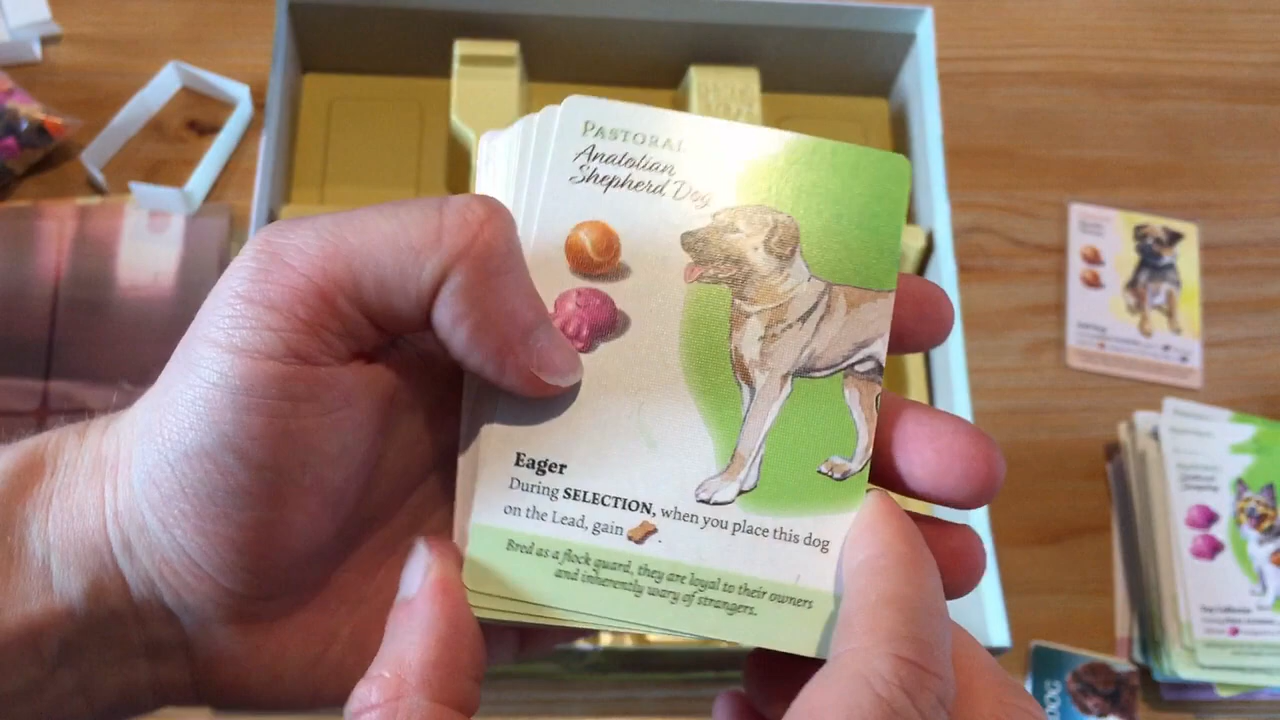 PASTORAL
Anatolian
Shepherd Dog
Eager
During SELECTION, when you place this dog
on the Lead, gain .
Bred as a flock guard, they are loyal to their owners
and inherently wary of strangers.
DOG